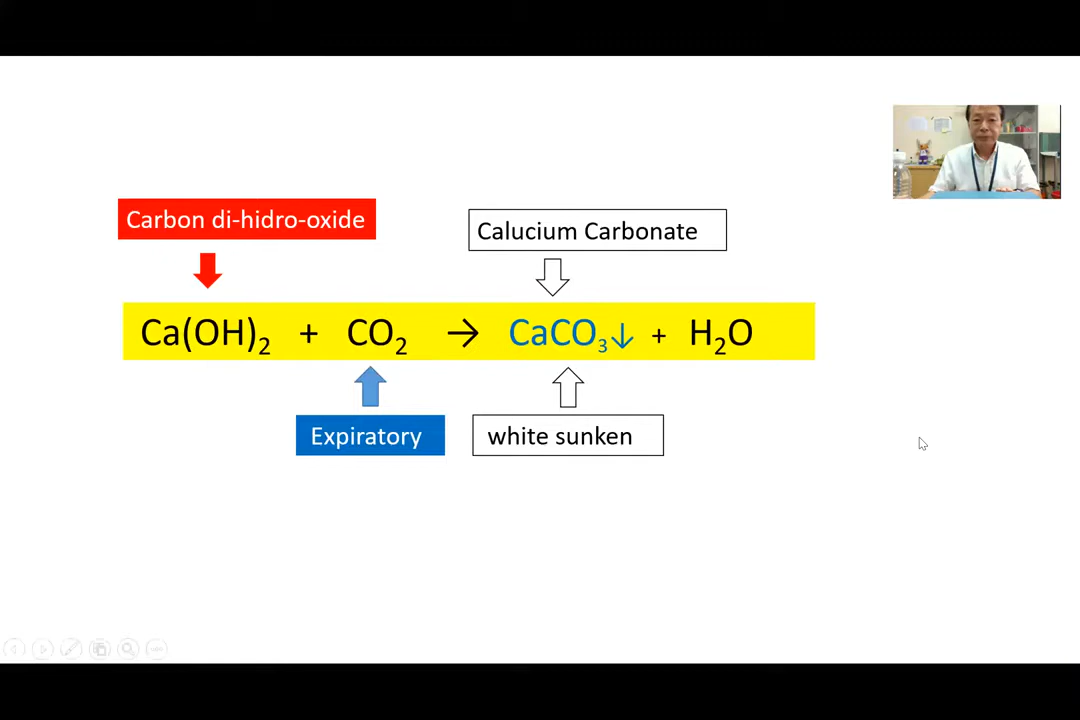 Carbon di-hidro-oxide
Calucium Carbonate
Ca(OH)₂ + CO₂ → CaCO₃↓ + H₂O
Expiratory
white sunken